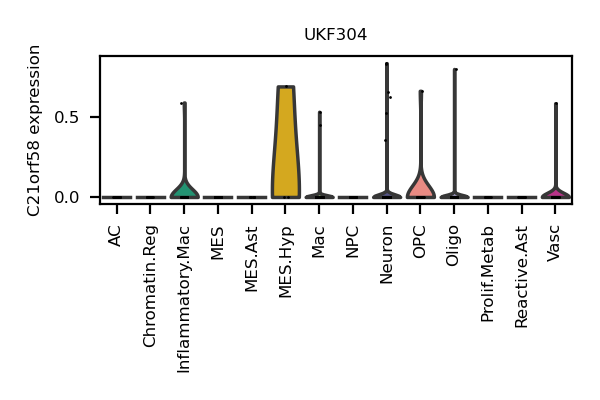 UKF304
C21orf58 expression
0.5
0.0
AC
Chromatin.Reg
Inflammatory.Mac
MES
MES.Ast
MES.Hyp
Mac
NPC
Neuron
OPC
Oligo
Prolif.Metab
Reactive.Ast
Vasc